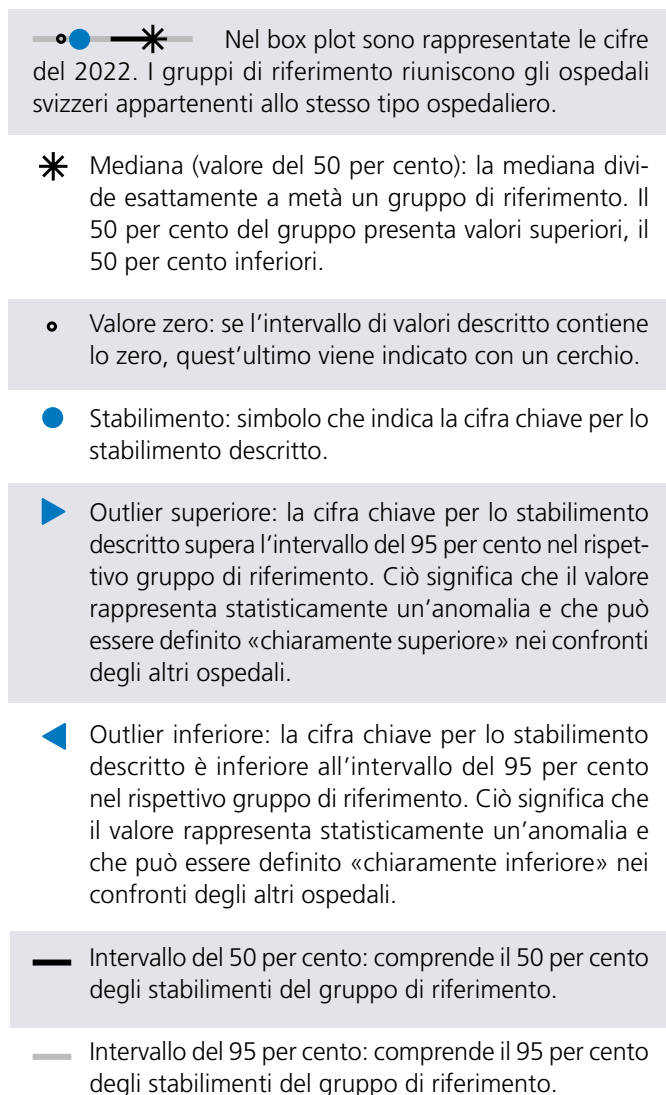 Nel box plot sono rappresentate le cifre
del 2022. I gruppi di riferimento riuniscono gli ospedali
svizzeri appartenenti allo stesso tipo ospedaliero.
Mediana (valore del 50 per cento): la mediana divi-
de esattamente a metà un gruppo di riferimento. Il
50 per cento del gruppo presenta valori superiori, il
50 per cento inferiori.
Valore zero: se l’intervallo di valori descritto contiene
lo zero, quest’ultimo viene indicato con un cerchio.
Stabilimento: simbolo che indica la cifra chiave per lo
stabilimento descritto.
Outlier superiore: la cifra chiave per lo stabilimento
descritto supera l’intervallo del 95 per cento nel rispet-
tivo gruppo di riferimento. Ciò significa che il valore
rappresenta statisticamente un’anomalia e che può
essere definito «chiaramente superiore» nei confronti
degli altri ospedali.
Outlier inferiore: la cifra chiave per lo stabilimento
descritto è inferiore all’intervallo del 95 per cento
nel rispettivo gruppo di riferimento. Ciò significa che
il valore rappresenta statisticamente un’anomalia e
che può essere definito «chiaramente inferiore» nei
confronti degli altri ospedali.
Intervallo del 50 per cento: comprende il 50 per cento
degli stabilimenti del gruppo di riferimento.
Intervallo del 95 per cento: comprende il 95 per cento
degli stabilimenti del gruppo di riferimento.